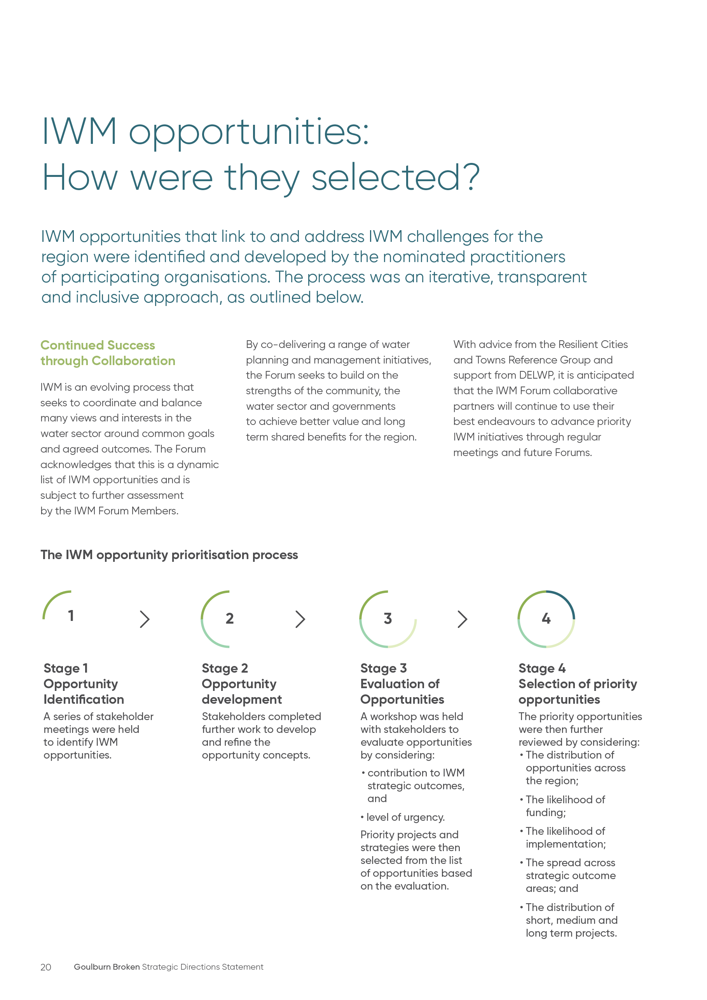 IWM opportunities:
How were they selected?
IWM opportunities that link to and address IWM challenges for the
region were identified and developed by the nominated practitioners
of participating organisations. The process was an iterative, transparent
and inclusive approach, as outlined below.
Continued Success
through Collaboration
IWM is an evolving process that
seeks to coordinate and balance
many views and interests in the
water sector around common goals
and agreed outcomes. The Forum
acknowledges that this is a dynamic
list of IWM opportunities and is
subject to further assessment
by the IWM Forum Members.
By co-delivering a range of water
planning and management initiatives,
the Forum seeks to build on the
strengths of the community, the
water sector and governments
to achieve better value and long
term shared benefits for the region.
With advice from the Resilient Cities
and Towns Reference Group and
support from DELWP, it is anticipated
that the IWM Forum collaborative
partners will continue to use their
best endeavours to advance priority
IWM initiatives through regular
meetings and future Forums.
The IWM opportunity prioritisation process
1
Stage 1
Opportunity
Identification
A series of stakeholder
meetings were held
to identify IWM
opportunities.
2
Stage 2
Opportunity
development
Stakeholders completed
further work to develop
and refine the
opportunity concepts.
3
Stage 3
Evaluation of
Opportunities
A workshop was held
with stakeholders to
evaluate opportunities
by considering:
• contribution to IWM
strategic outcomes,
and
• level of urgency.
Priority projects and
strategies were then
selected from the list
of opportunities based
on the evaluation.
4
Stage 4
Selection of priority
opportunities
The priority opportunities
were then further
reviewed by considering:
• The distribution of
opportunities across
the region;
• The likelihood of
funding;
• The likelihood of
implementation;
• The spread across
strategic outcome
areas; and
• The distribution of
short, medium and
long term projects.
20 Goulburn Broken Strategic Directions Statement